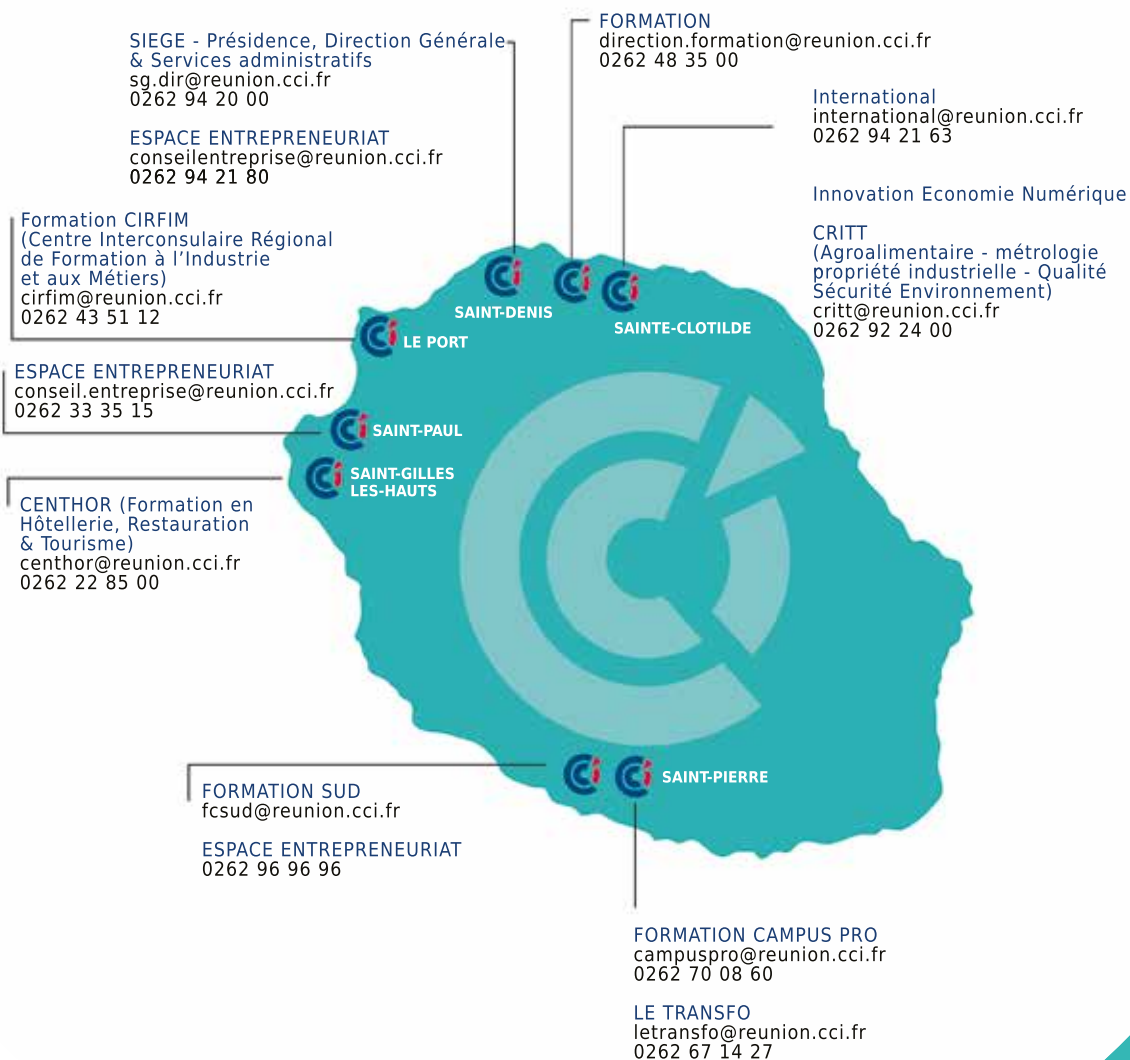 FORMATION
direction.formation@reunion.cci.fr
0262 48 35 00
SIEGE - Présidence, Direction Générale
& Services administratifs
sg.dir@reunion.cci.fr
0262 94 20 00
ESPACE ENTREPRENEURIAT
conseilentreprise@reunion.cci.fr
0262 94 21 80
International
international@reunion.cci.fr
0262 94 21 63
Innovation Economie Numérique
CRITT
(Agroalimentaire - métrologie
propriété industrielle - Qualité
Sécurité Environnement)
critt@reunion.cci.fr
0262 92 24 00
Formation CIRFIM
(Centre Interconsulaire Régional
de Formation à l’Industrie
et aux Métiers)
cirfim@reunion.cci.fr
0262 43 51 12
SAINT-DENIS
SAINTE-CLOTILDE
LE PORT
ESPACE ENTREPRENEURIAT
conseil.entreprise@reunion.cci.fr
0262 33 35 15
SAINT-PAUL
SAINT-GILLES
LES-HAUTS
CENTHOR (Formation en
Hôtellerie, Restauration
& Tourisme)
centhor@reunion.cci.fr
0262 22 85 00
SAINT-PIERRE
FORMATION SUD
fcsud@reunion.cci.fr
ESPACE ENTREPRENEURIAT
0262 96 96 96
FORMATION CAMPUS PRO
campuspro@reunion.cci.fr
0262 70 08 60
LE TRANSFO
letransfo@reunion.cci.fr
0262 67 14 27